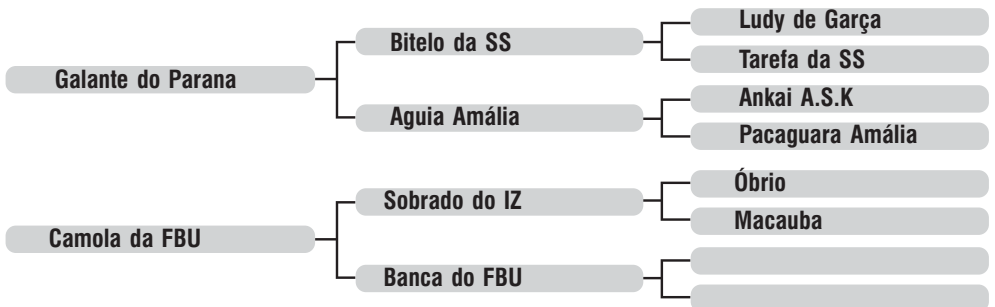 Ludy de Garça
Bitelo da SS
Tarefa da SS
Galante do Parana
Ankai A.S.K
Aguia Amália
Pacaguara Amália
Óbrio
Sobrado do IZ
Macauba
Camola da FBU
Banca do FBU